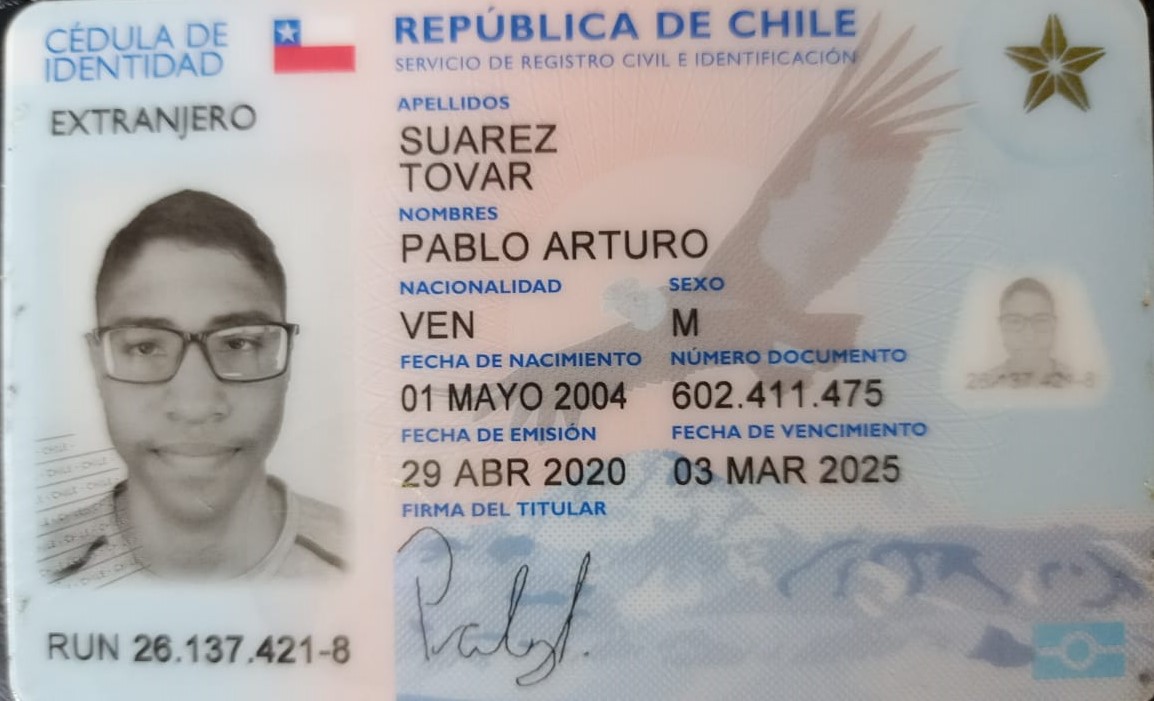 CÉDULA DE
IDENTIDAD
REPÚBLICA DE CHILE
SERVICIO DE REGISTRO CIVIL E IDENTIFICACIÓN
EXTRANJERO
APELLIDOS
SUAREZ
TOVAR
NOMBRES
PABLO ARTURO
NACIONALIDAD SEXO
VEN M
FECHA DE NACIMIENTO NÚMERO DOCUMENTO
01 MAYO 2004 602.411.475
FECHA DE EMISIÓN FECHA DE VENCIMIENTO
29 ABR 2020 03 MAR 2025
FIRMA DEL TITULAR
RUN 26.137.421-8